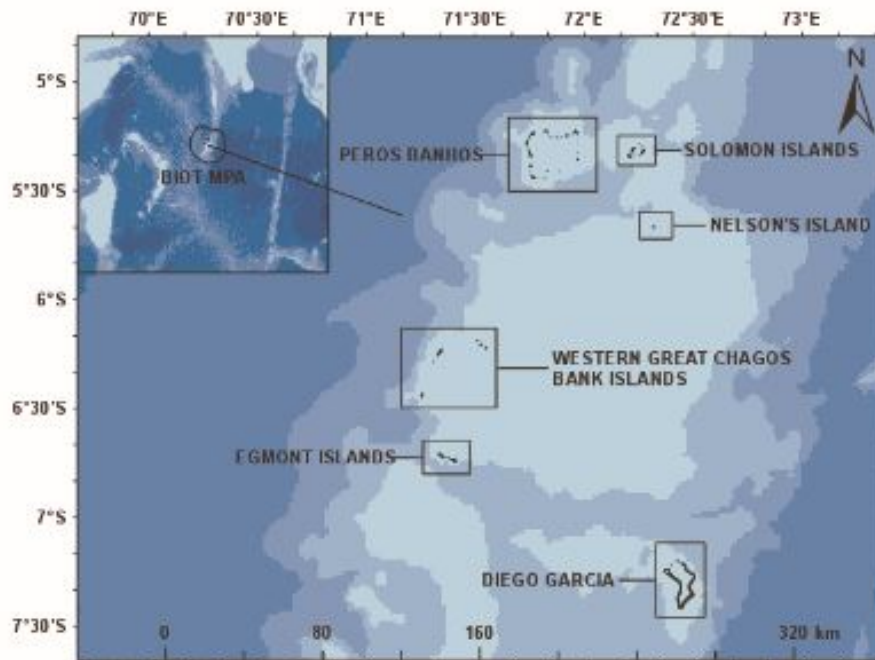 70°E 70°30'E 71°E 71°30'E 72°E 72°30'E 73°E
5°S
5°30'S
6°S
6°30'S
7°S
7°30'S
N
BIOT MPA
PEROS BANHOS
SOLOMON ISLANDS
NELSON'S ISLAND
WESTERN GREAT CHAGOS
BANK ISLANDS
EGMONT ISLANDS
DIEGO GARCIA
0 80 160 320 km